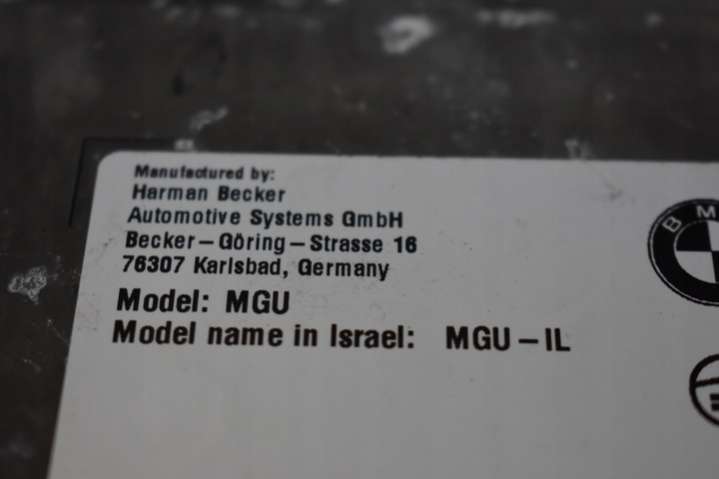 Manufactured by:
Harman Becker
Automotive Systems GmbH
Becker-Göring-Strasse 16
76307 Karlsbad, Germany
Model: MGU
Model name in Israel: MGU-IL
B M